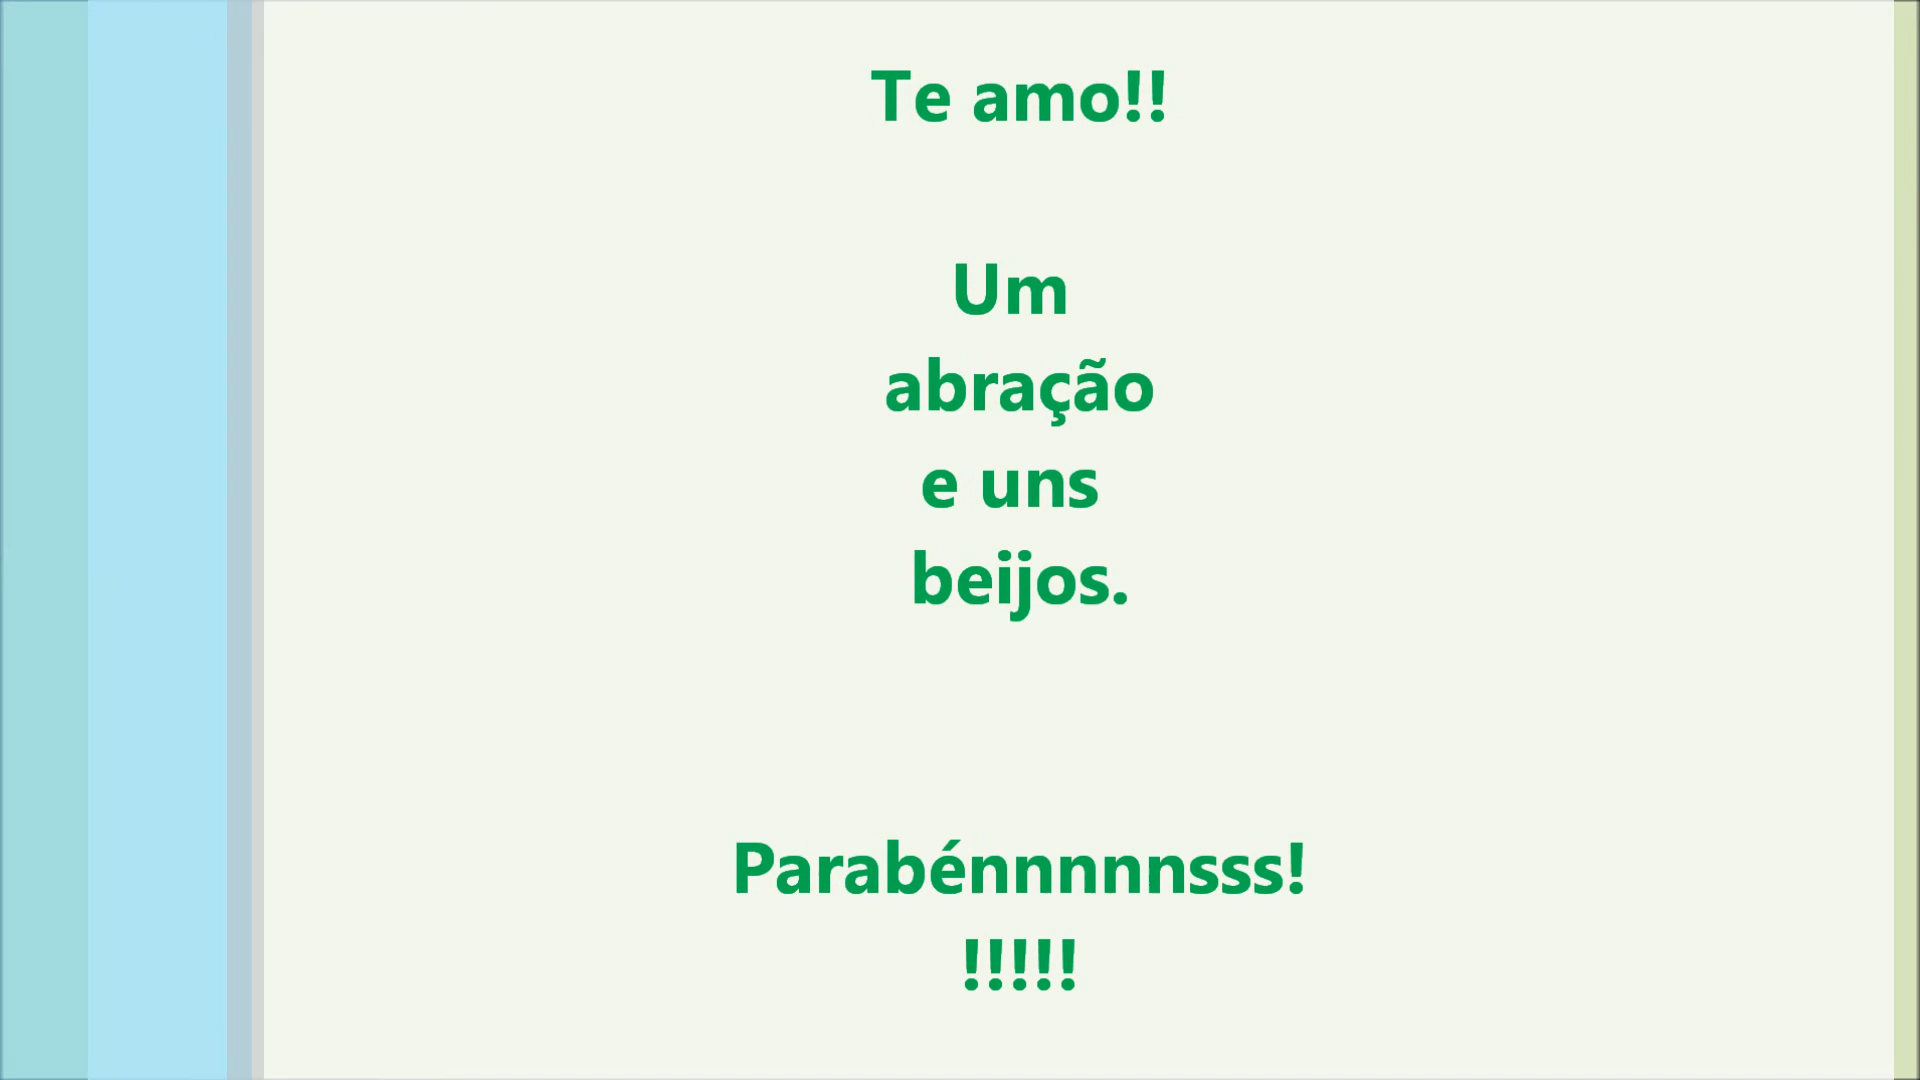 Te amo!!
Um
abração
e uns
beijos.
Parabénnnnnsss!
!!!!!